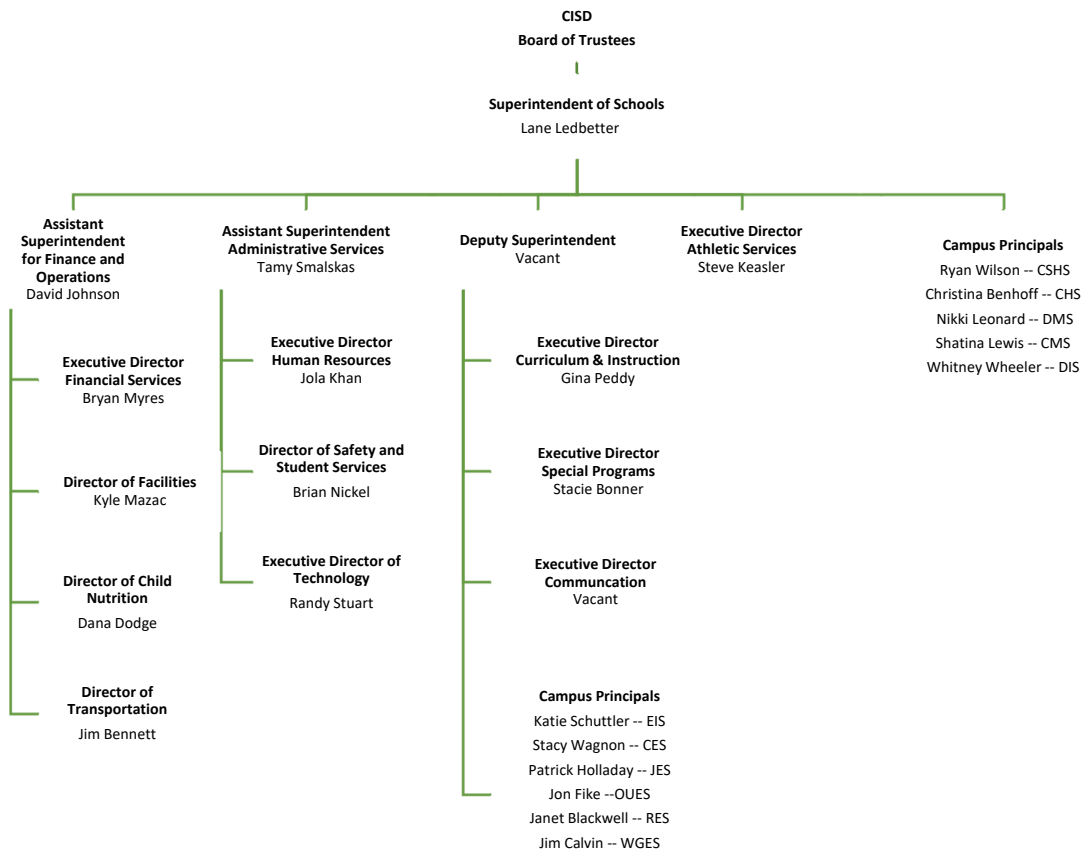 CISD
Board of Trustees
Superintendent of Schools
Lane Ledbetter
Assistant
Superintendent
for Finance and
Operations
David Johnson
Executive Director
Financial Services
Bryan Myres
Director of Facilities
Kyle Mazac
Director of Child
Nutrition
Dana Dodge
Director of
Transportation
Jim Bennett
Assistant Superintendent
Administrative Services
Tamy Smalskas
Executive Director
Human Resources
Jola Khan
Director of Safety and
Student Services
Brian Nickel
Executive Director of
Technology
Randy Stuart
Deputy Superintendent
Vacant
Executive Director
Curriculum & Instruction
Gina Peddy
Executive Director
Special Programs
Stacie Bonner
Executive Director
Communcation
Vacant
Campus Principals
Katie Schuttler -- EIS
Stacy Wagnon -- CES
Patrick Holladay -- JES
Jon Fike --OUES
Janet Blackwell -- RES
Jim Calvin -- WGES
Executive Director
Athletic Services
Steve Keasler
Campus Principals
Ryan Wilson -- CSHS
Christina Benhoff -- CHS
Nikki Leonard -- DMS
Shatina Lewis -- CMS
Whitney Wheeler -- DIS